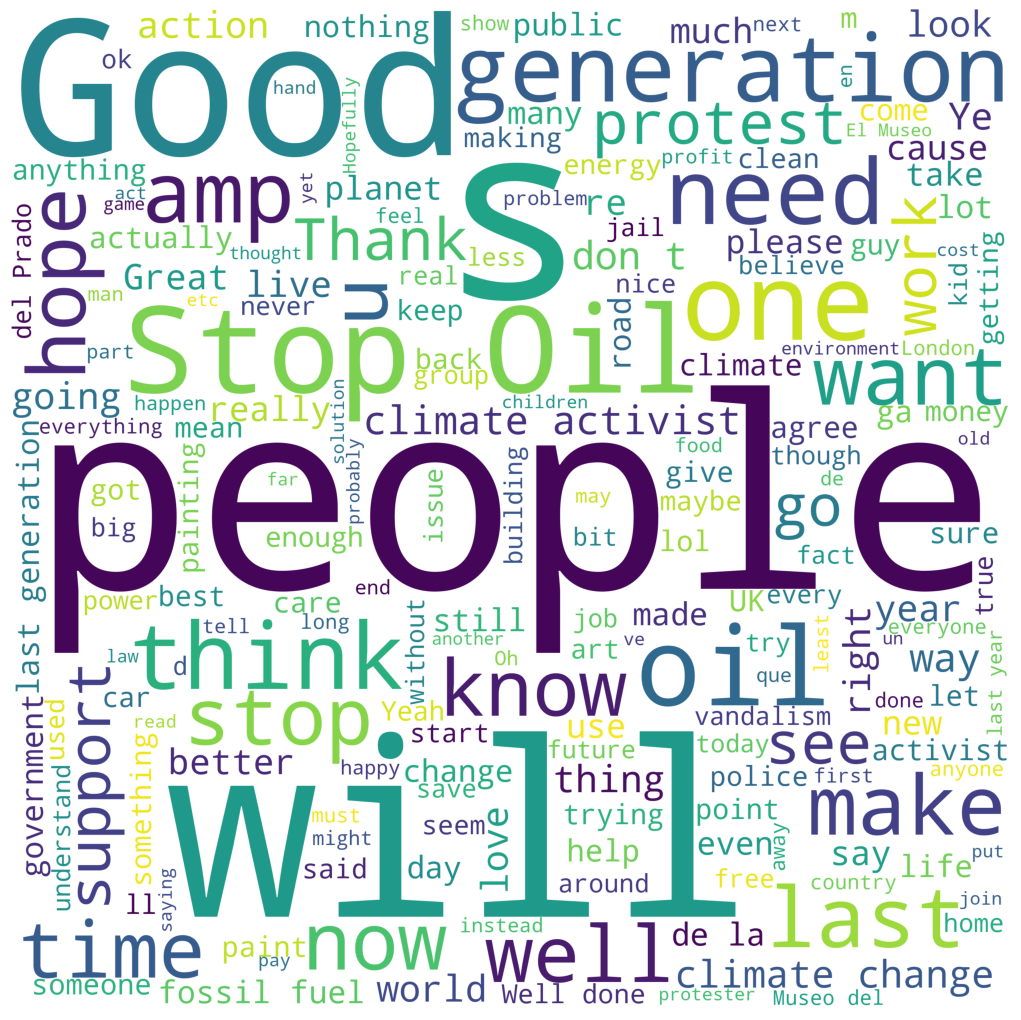 Good
generation
action
nothing
show
public
much
next
m
look
ok
hand
Hopefully
many
making
protest
en
come
El Museo
Ye
anything
act
game
yet
amp
planet
feel
energy
profit
clean
cause
take
hope
del Prado
actually
thought
Thank
S
problem
re
jail
need
lot
man
Great
live
never
etc
u
real
less
keep
don t
nice
road
please
believe
guy
work
kid
cost
getting
part
Stop Oil
back
group
one
environment
London
climate
want
going
happen
really
children
ga money
everything
mean
solution
climate activist
agree
though
old
people
last generation
got
big
painting
far
enough
probably
issue
building
food
give
may
maybe
bit
lol
de
go
fact
sure
true
power
best
care
end
still
job
made
UK
every
year
everyone
law
d
tell
long
think
without
another
Oh
art
ve
try
que
least
right
un
way
government
used
support
car
stop
Yeah
know
oil
done
let
last year
understand
something
read
start
use
vandalism
new
better
happy
change
save
future
thing
today
see
activist
police
first
anyone
Will
must
might
seem
love
trying
point
make
said
day
help
even
away
say
life
put
ll
saying
around
free
country
join
time
paint
pay
now
instead
well
de la
last
home
someone
fossil fuel
world
Well done
protester
climate change
Museo del